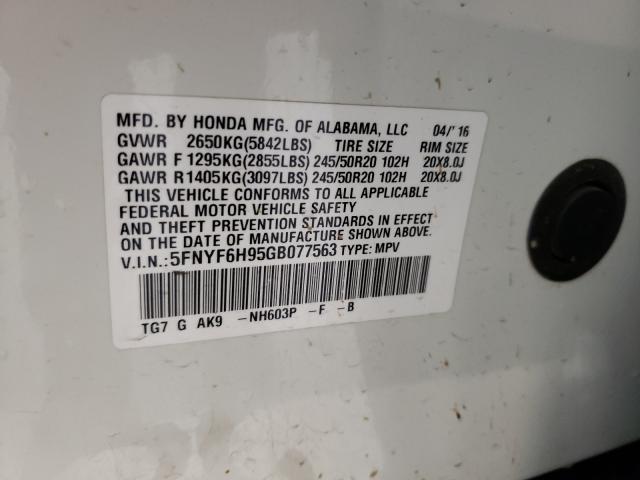 MFD. BY HONDA MFG. OF ALABAMA, LLC 04/'16
GVWR 2650KG(5842LBS) TIRE SIZE RIM SIZE
GAWR F 1295KG(2855LBS) 245/50R20 102H 20X8.0J
GAWR R 1405KG(3097LBS) 245/50R20 102H 20X8.0J
THIS VEHICLE CONFORMS TO ALL APPLICABLE
FEDERAL MOTOR VEHICLE SAFETY
AND THEFT PREVENTION STANDARDS IN EFFECT
ON THE DATE OF MANUFACTURE SHOWN ABOVE.
V.I.N.: 5FNYF6H95GB077563 TYPE: MPV
TG7 G AK9 -NH603P -F -B